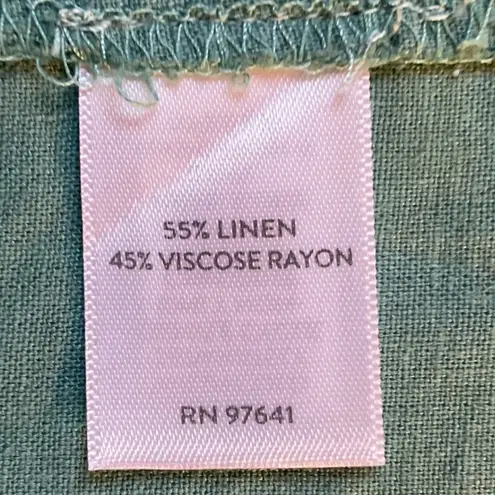 55% LINEN
45% VISCOSE RAYON
RN 97641